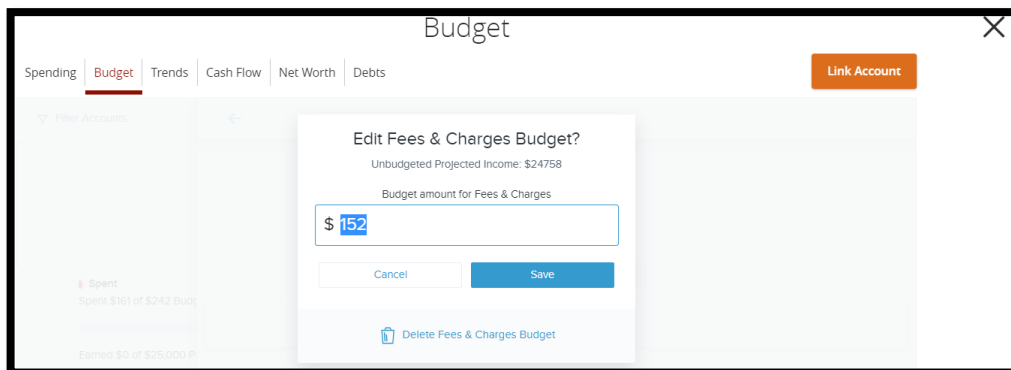 Budget
Spending Budget Trends Cash Flow Net Worth Debts
Link Account
Filter Accounts
Edit Fees & Charges Budget?
Unbudgeted Projected Income: $24758
Budget amount for Fees & Charges
$ 152
Cancel Save
Spent
Spent $161 of $242 Budg
Delete Fees & Charges Budget
Earned $0 of $25,000 P